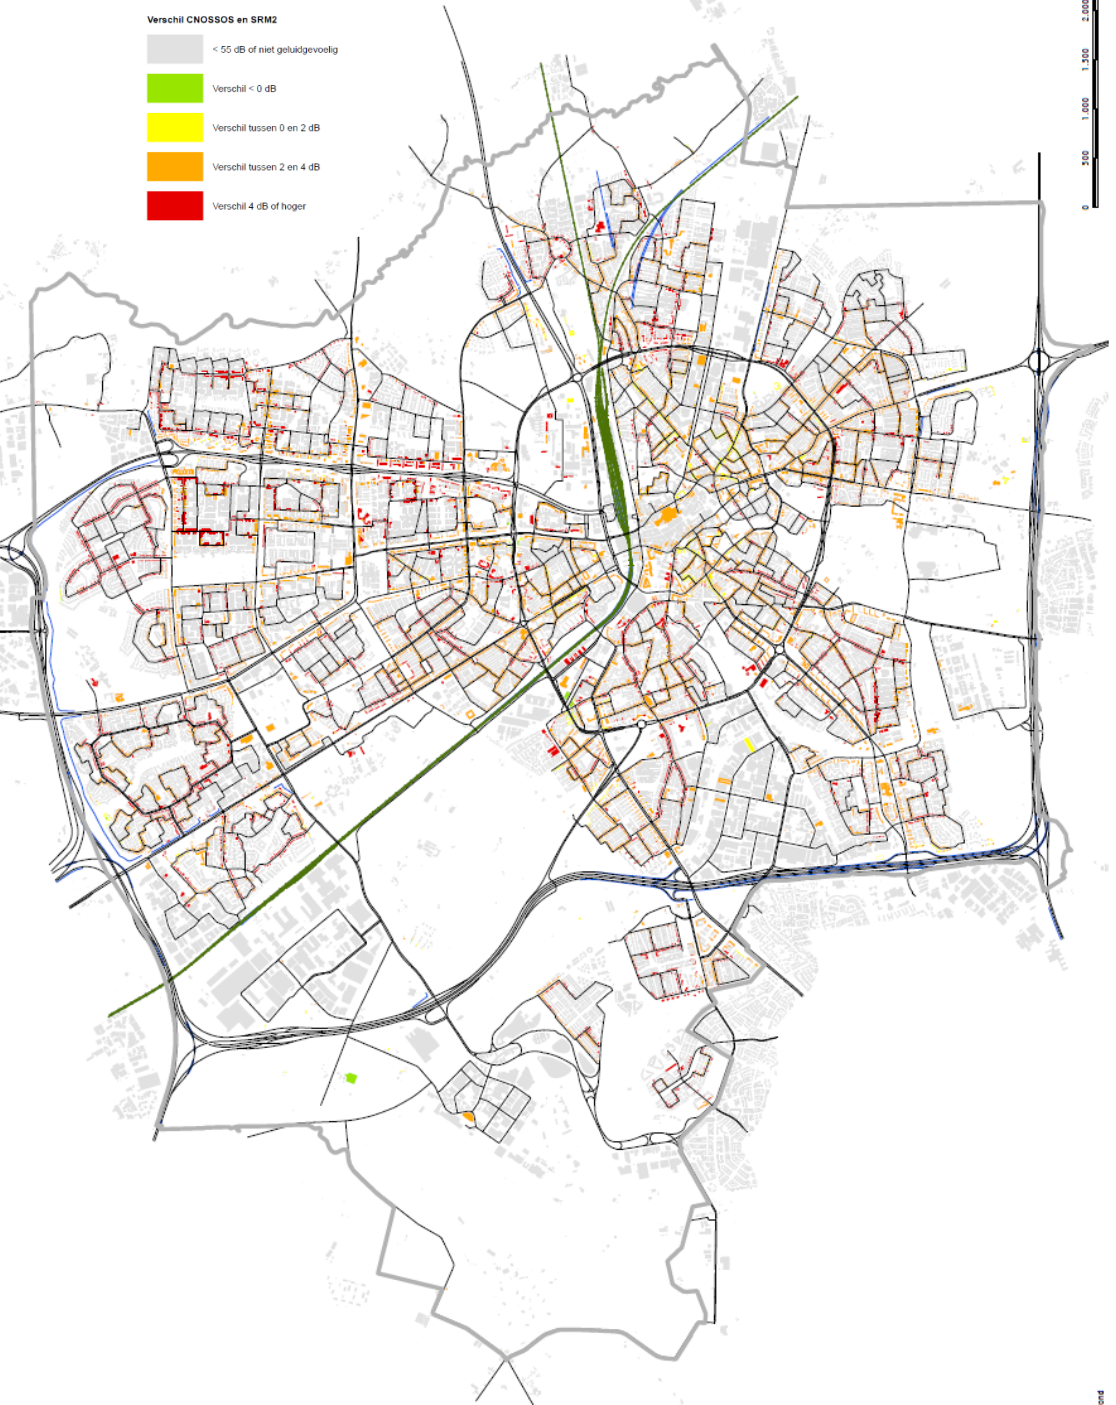 Verschil CNOSSOS en SRM2
< 55 dB of niet geluidgevoelig
Verschil < 0 dB
Verschil tussen 0 en 2 dB
Verschil tussen 2 en 4 dB
Verschil 4 dB of hoger
2.000
1.500
1.000
500
0
ond